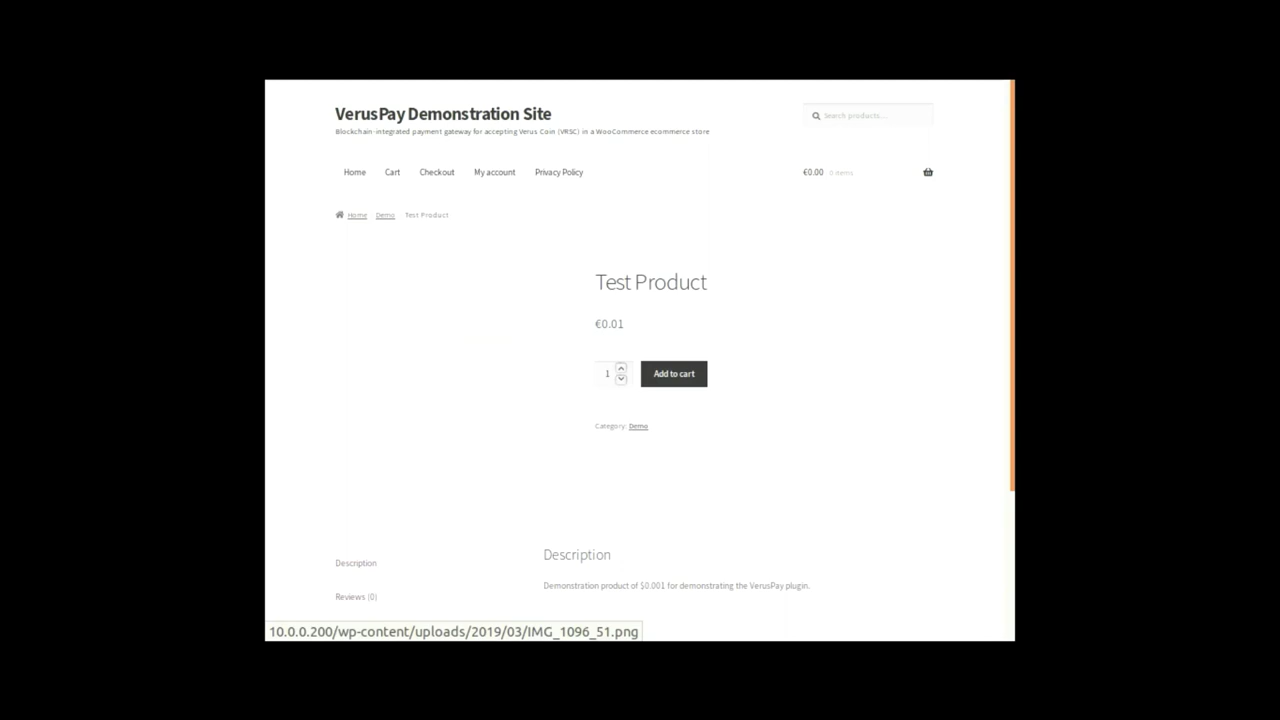 VerusPay Demonstration Site
Blockchain-integrated payment gateway for accepting Verus Coin (VRSC) in a WooCommerce ecommerce store
Search products...
Home Cart Checkout My account Privacy Policy
€0.00 0 items
Home Demo Test Product
Test Product
€0.01
1 Add to cart
Category: Demo
Description
Reviews (0)
Description
Demonstration product of $0.001 for demonstrating the VerusPay plugin.
10.0.0.200/wp-content/uploads/2019/03/IMG_1096_51.png